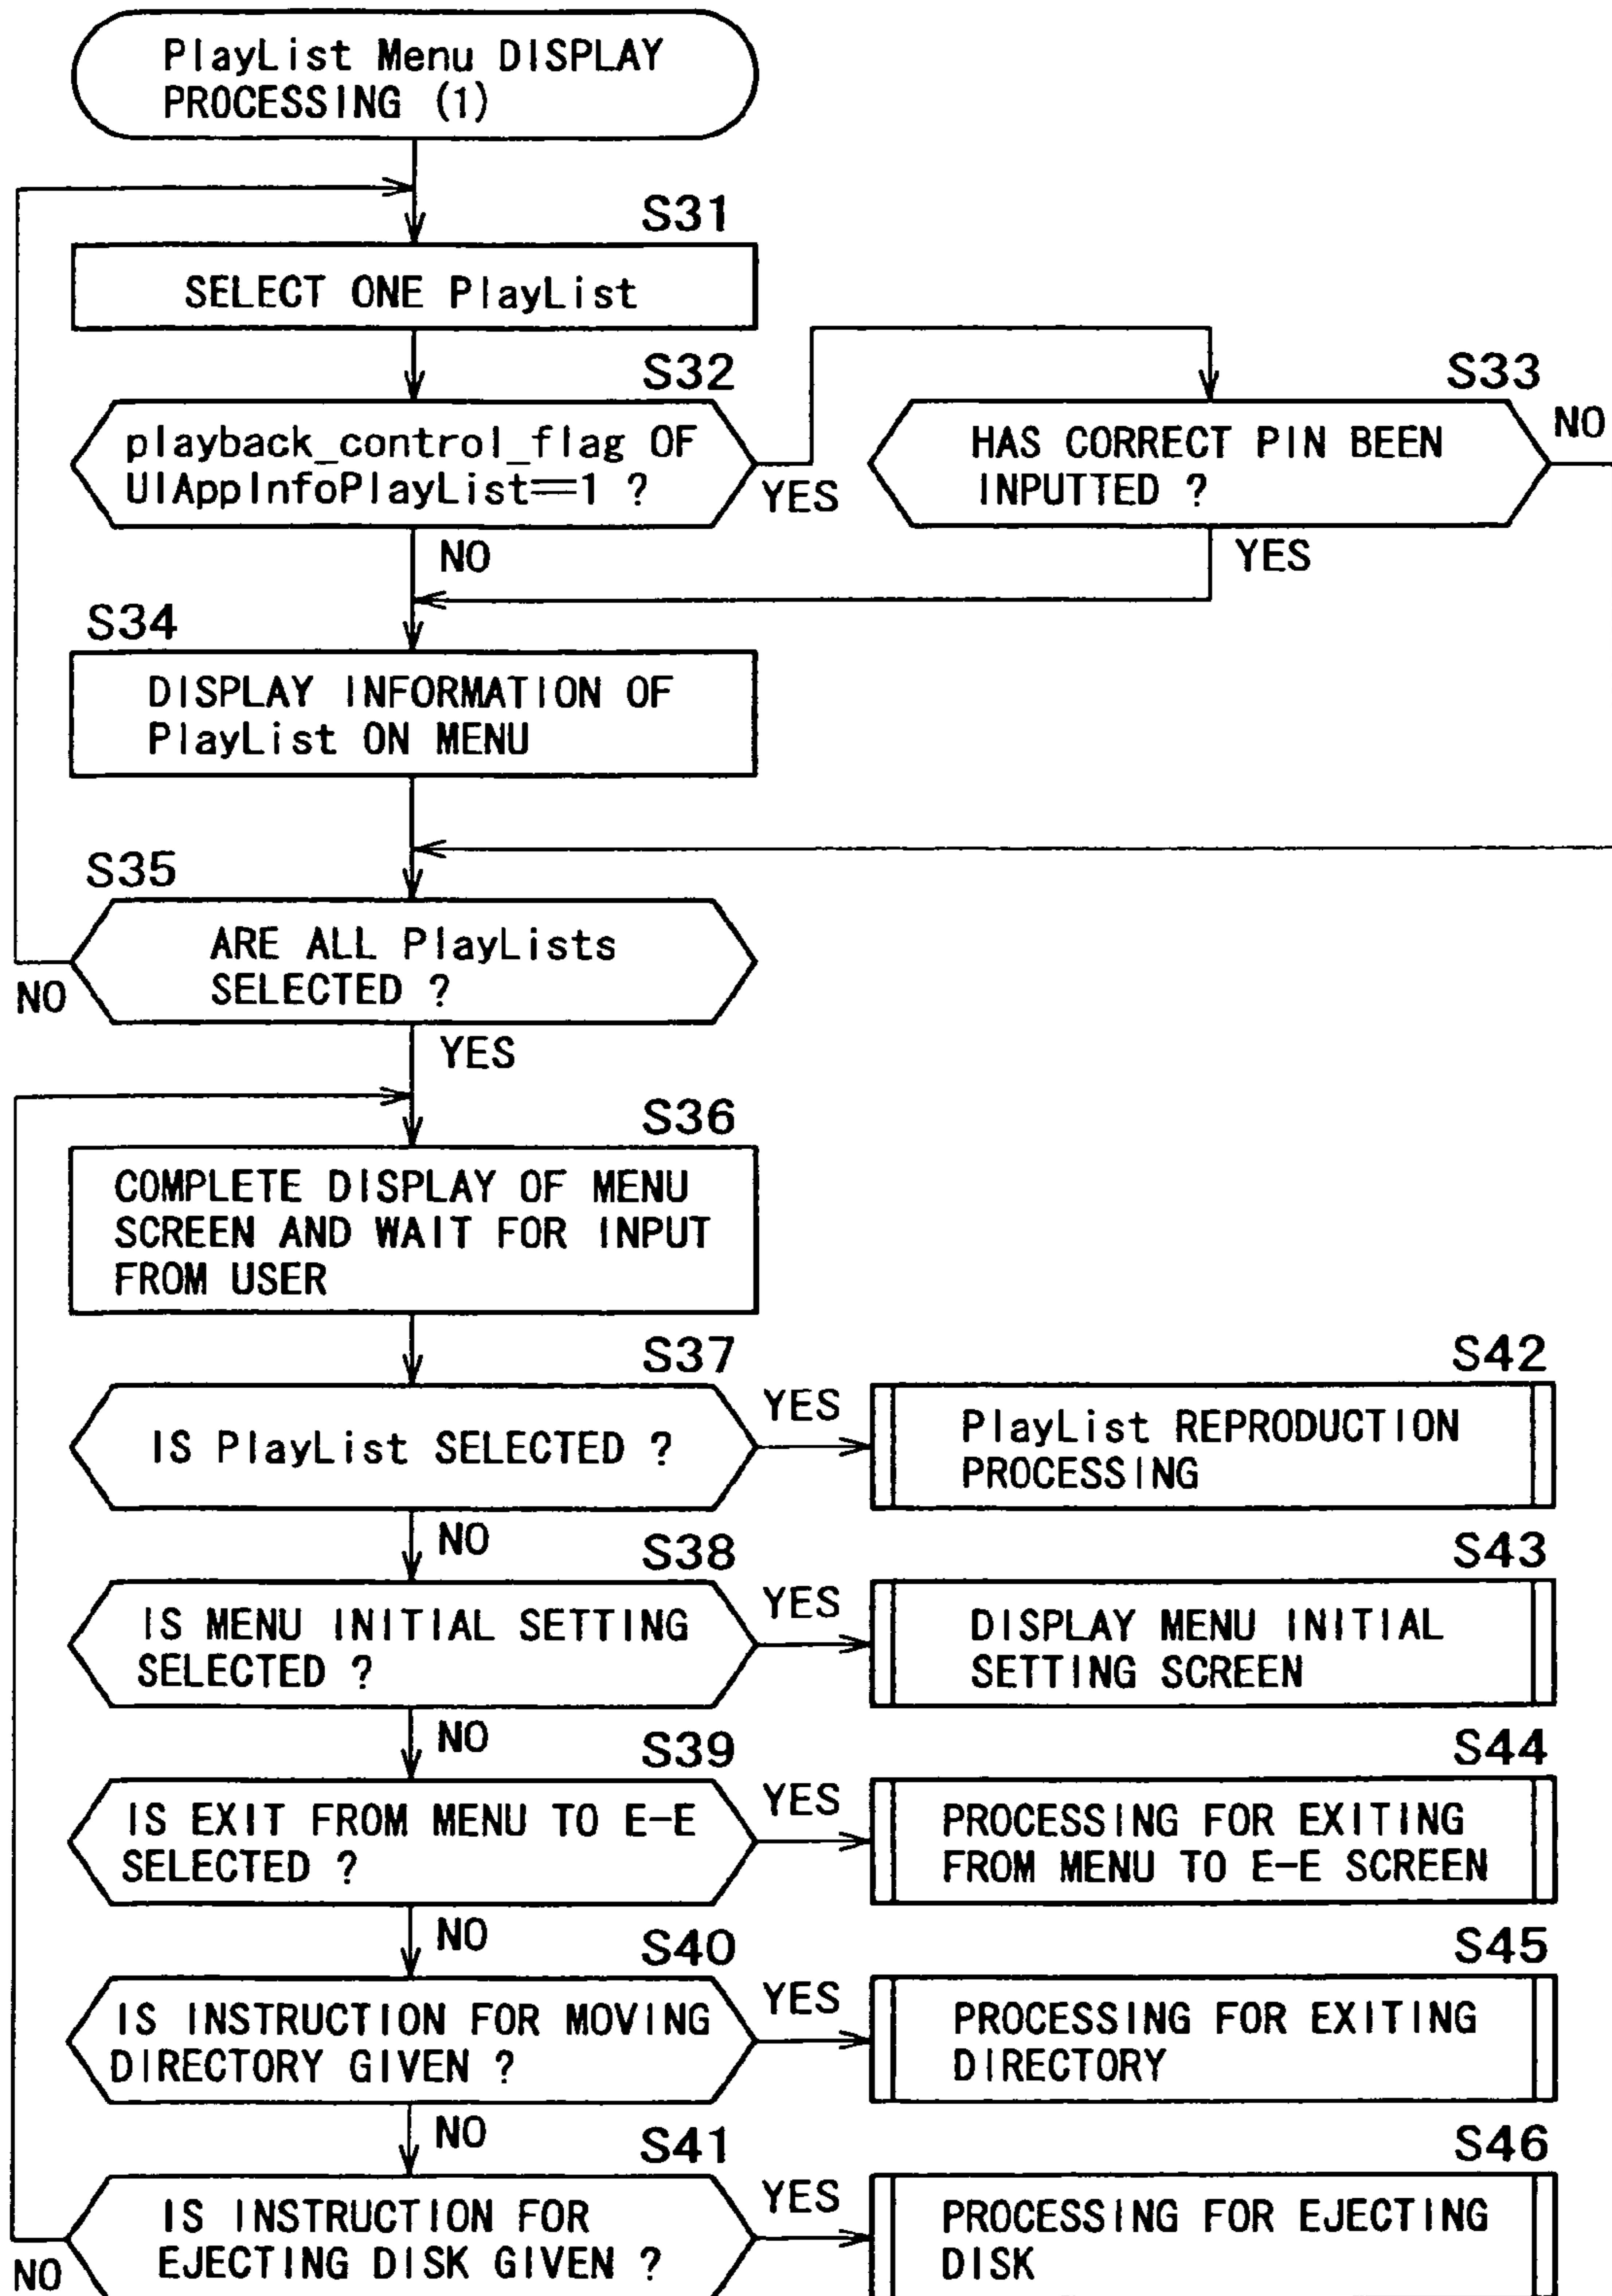 PlayList Menu DISPLAY
PROCESSING (1)
S31
SELECT ONE PlayList
S32
playback_control_flag OF
UIAppInfoPlayList==1 ?
YES
NO
S33
HAS CORRECT PIN BEEN
INPUTTED ?
NO
YES
S34
DISPLAY INFORMATION OF
PlayList ON MENU
S35
ARE ALL PlayLists
SELECTED ?
NO
YES
S36
COMPLETE DISPLAY OF MENU
SCREEN AND WAIT FOR INPUT
FROM USER
S37
IS PlayList SELECTED ?
YES
NO
S42
PlayList REPRODUCTION
PROCESSING
S38
IS MENU INITIAL SETTING
SELECTED ?
YES
NO
S43
DISPLAY MENU INITIAL
SETTING SCREEN
S39
IS EXIT FROM MENU TO E-E
SELECTED ?
YES
NO
S44
PROCESSING FOR EXITING
FROM MENU TO E-E SCREEN
S40
IS INSTRUCTION FOR MOVING
DIRECTORY GIVEN ?
YES
NO
S45
PROCESSING FOR EXITING
DIRECTORY
S41
IS INSTRUCTION FOR
EJECTING DISK GIVEN ?
YES
NO
S46
PROCESSING FOR EJECTING
DISK